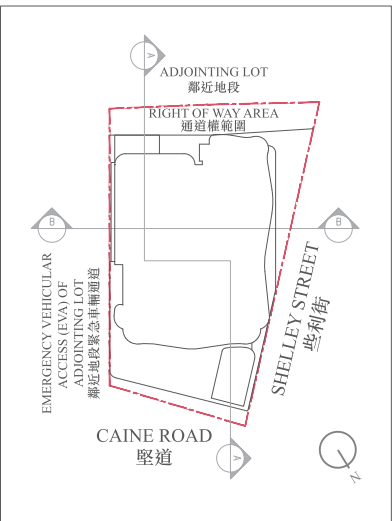 A
ADJOINTING LOT
鄰近地段
RIGHT OF WAY AREA
通道權範圍
B
B
EMERGENCY VEHICULAR
ACCESS (EVA) OF
ADJOINTING LOT
鄰近地段緊急車輛通道
SHELLEY STREET
些利街
CAINE ROAD
堅道
A
N